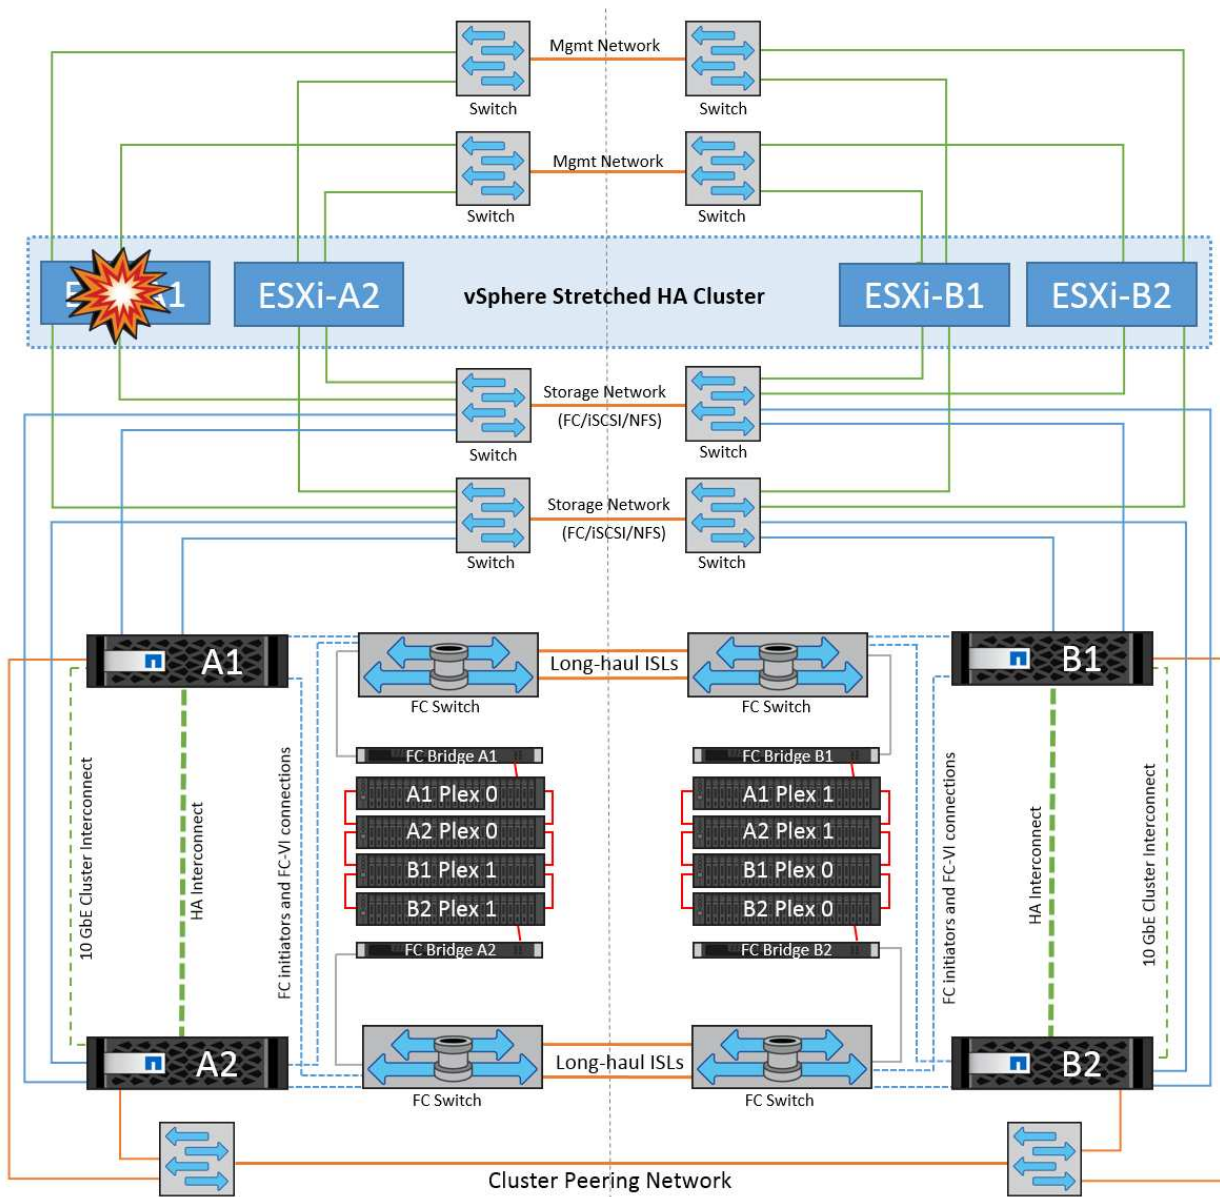 Mgmt Network
Switch
Switch
Mgmt Network
Switch
Switch
E
A1
ESXi-A2
vSphere Stretched HA Cluster
ESXi-B1
ESXi-B2
Storage Network
(FC/iSCSI/NFS)
Switch
Switch
Storage Network
(FC/iSCSI/NFS)
Switch
Switch
A1
Long-haul ISLs
B1
FC Switch
FC Switch
FC Bridge A1
FC Bridge B1
A1 Plex 0
A1 Plex 1
A2 Plex 0
A2 Plex 1
B1 Plex 1
B1 Plex 0
B2 Plex 1
B2 Plex 0
FC Bridge A2
FC Bridge B2
10 GbE Cluster Interconnect
HA Interconnect
FC initiators and FC-VI connections
FC initiators and FC-VI connections
HA Interconnect
10 GbE Cluster Interconnect
A2
Long-haul ISLs
B2
FC Switch
FC Switch
Cluster Peering Network